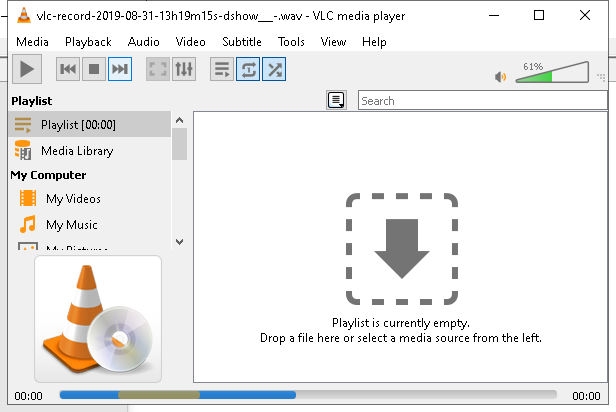 vlc-record-2019-08-31-13h19m15s-dshow__-.wav - VLC media player
Media Playback Audio Video Subtitle Tools View Help
61%
Playlist
Search
Playlist [00:00]
Media Library
My Computer
My Videos
My Music
My Pictures
Playlist is currently empty.
Drop a file here or select a media source from the left.
00:00 00:00